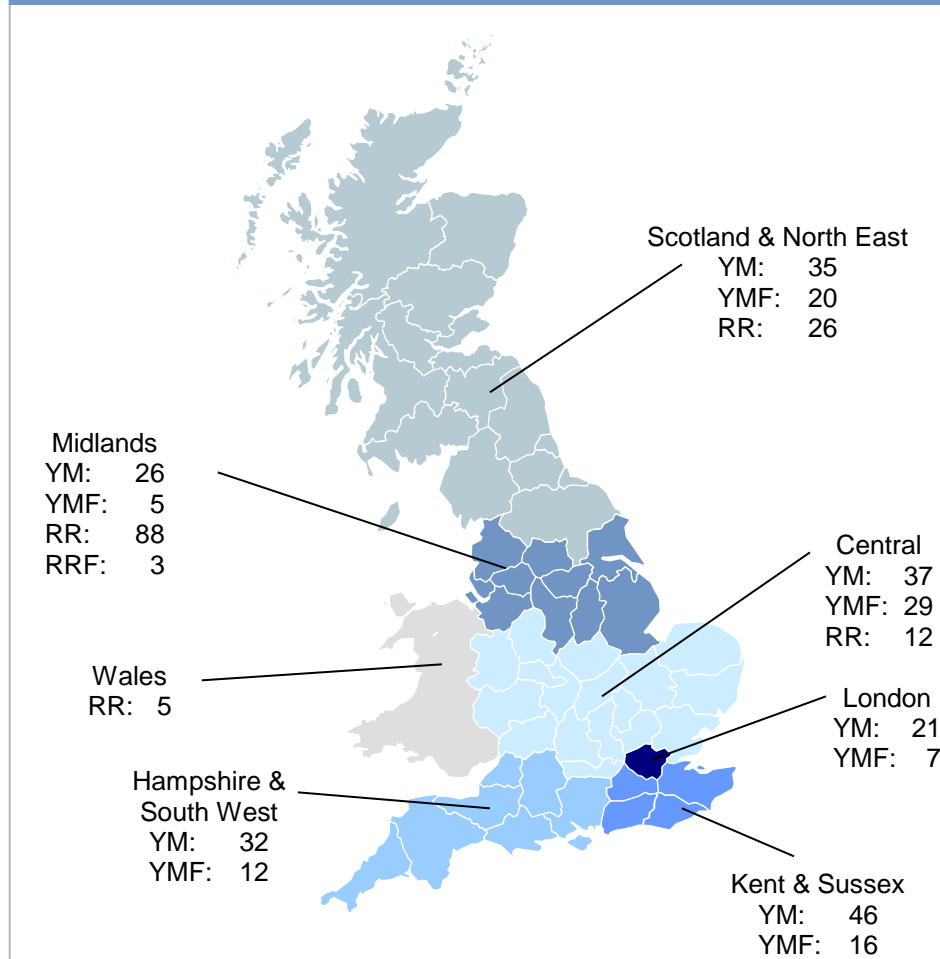 Scotland & North East
YM: 35
YMF: 20
RR: 26
Midlands
YM: 26
YMF: 5
RR: 88
RRF: 3
Central
YM: 37
YMF: 29
RR: 12
Wales
RR: 5
London
YM: 21
YMF: 7
Hampshire &
South West
YM: 32
YMF: 12
Kent & Sussex
YM: 46
YMF: 16